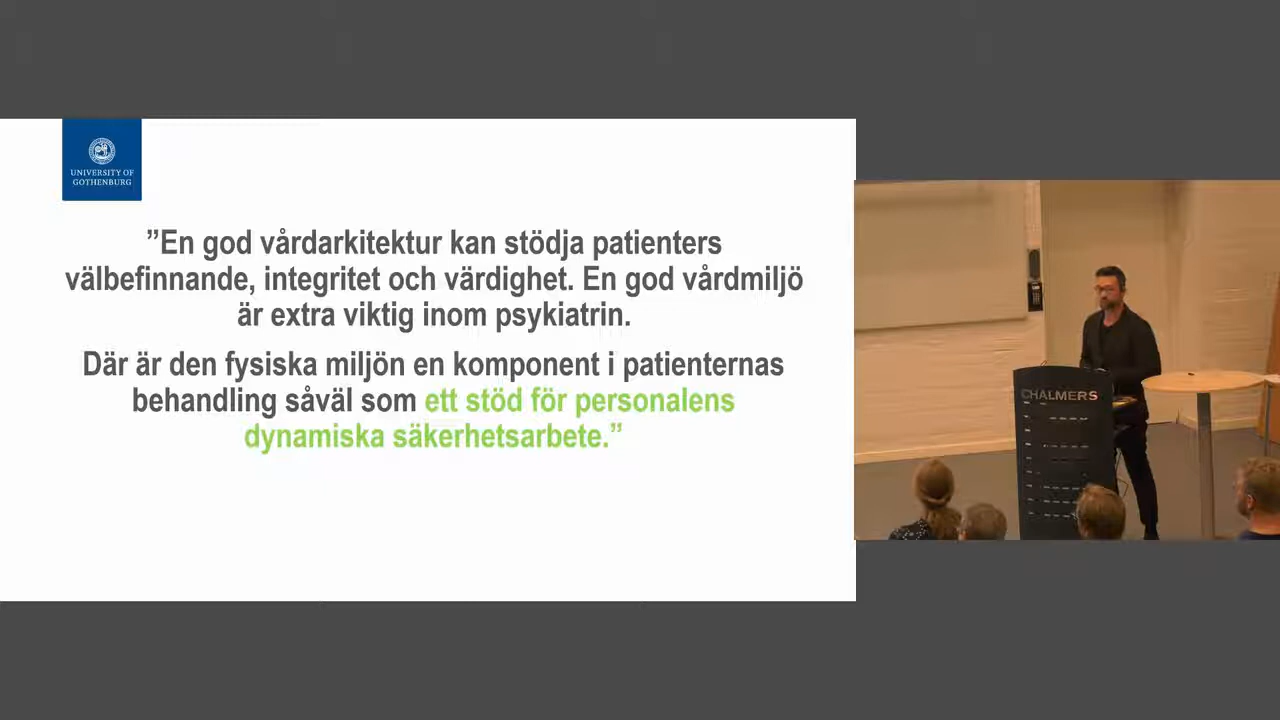 UNIVERSITY OF
GOTHENBURG
”En god vårdarkitektur kan stödja patienters
välbefinnande, integritet och värdighet. En god vårdmiljö
är extra viktig inom psykiatrin.
Där är den fysiska miljön en komponent i patienternas
behandling såväl som ett stöd för personalens
dynamiska säkerhetsarbete.”
CHALMERS